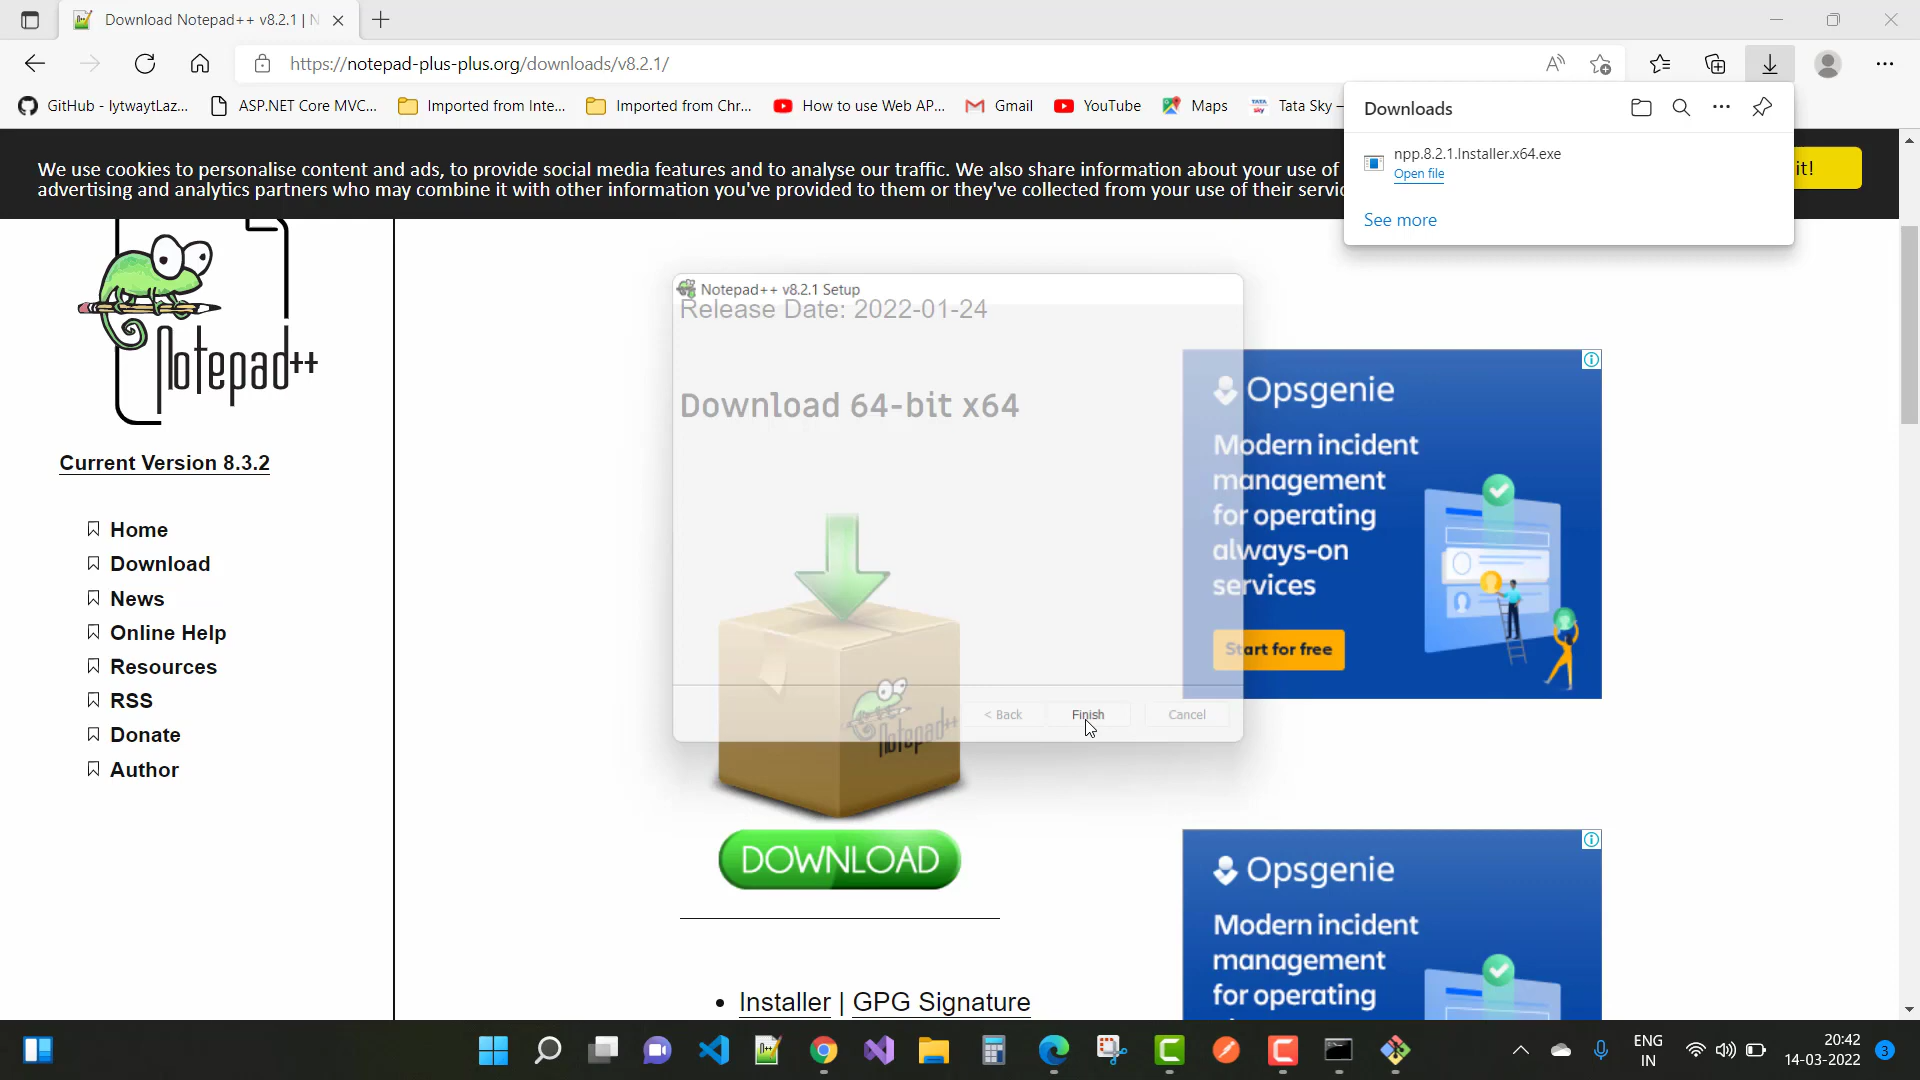 Download Notepad++ v8.2.1 | N
https://notepad-plus-plus.org/downloads/v8.2.1/
GitHub - lytwaytLaz...
ASP.NET Core MVC...
Imported from Inte...
Imported from Chr...
How to use Web AP...
Gmail
YouTube
Maps
TATA sky
Tata Sky –
Downloads
npp.8.2.1.Installer.x64.exe
Open file
See more
We use cookies to personalise content and ads, to provide social media features and to analyse our traffic. We also share information about your use of
advertising and analytics partners who may combine it with other information you've provided to them or they've collected from your use of their servic
it!
Notepad++
Current Version 8.3.2
Home
Download
News
Online Help
Resources
RSS
Donate
Author
Notepad++ v8.2.1 Setup
Release Date: 2022-01-24
Download 64-bit x64
Notepad++
< Back
Finish
Cancel
DOWNLOAD
Installer | GPG Signature
Opsgenie
Modern incident
management
for operating
always-on
services
Start for free
Opsgenie
Modern incident
management
for operating
ENG
IN
20:42
14-03-2022
3